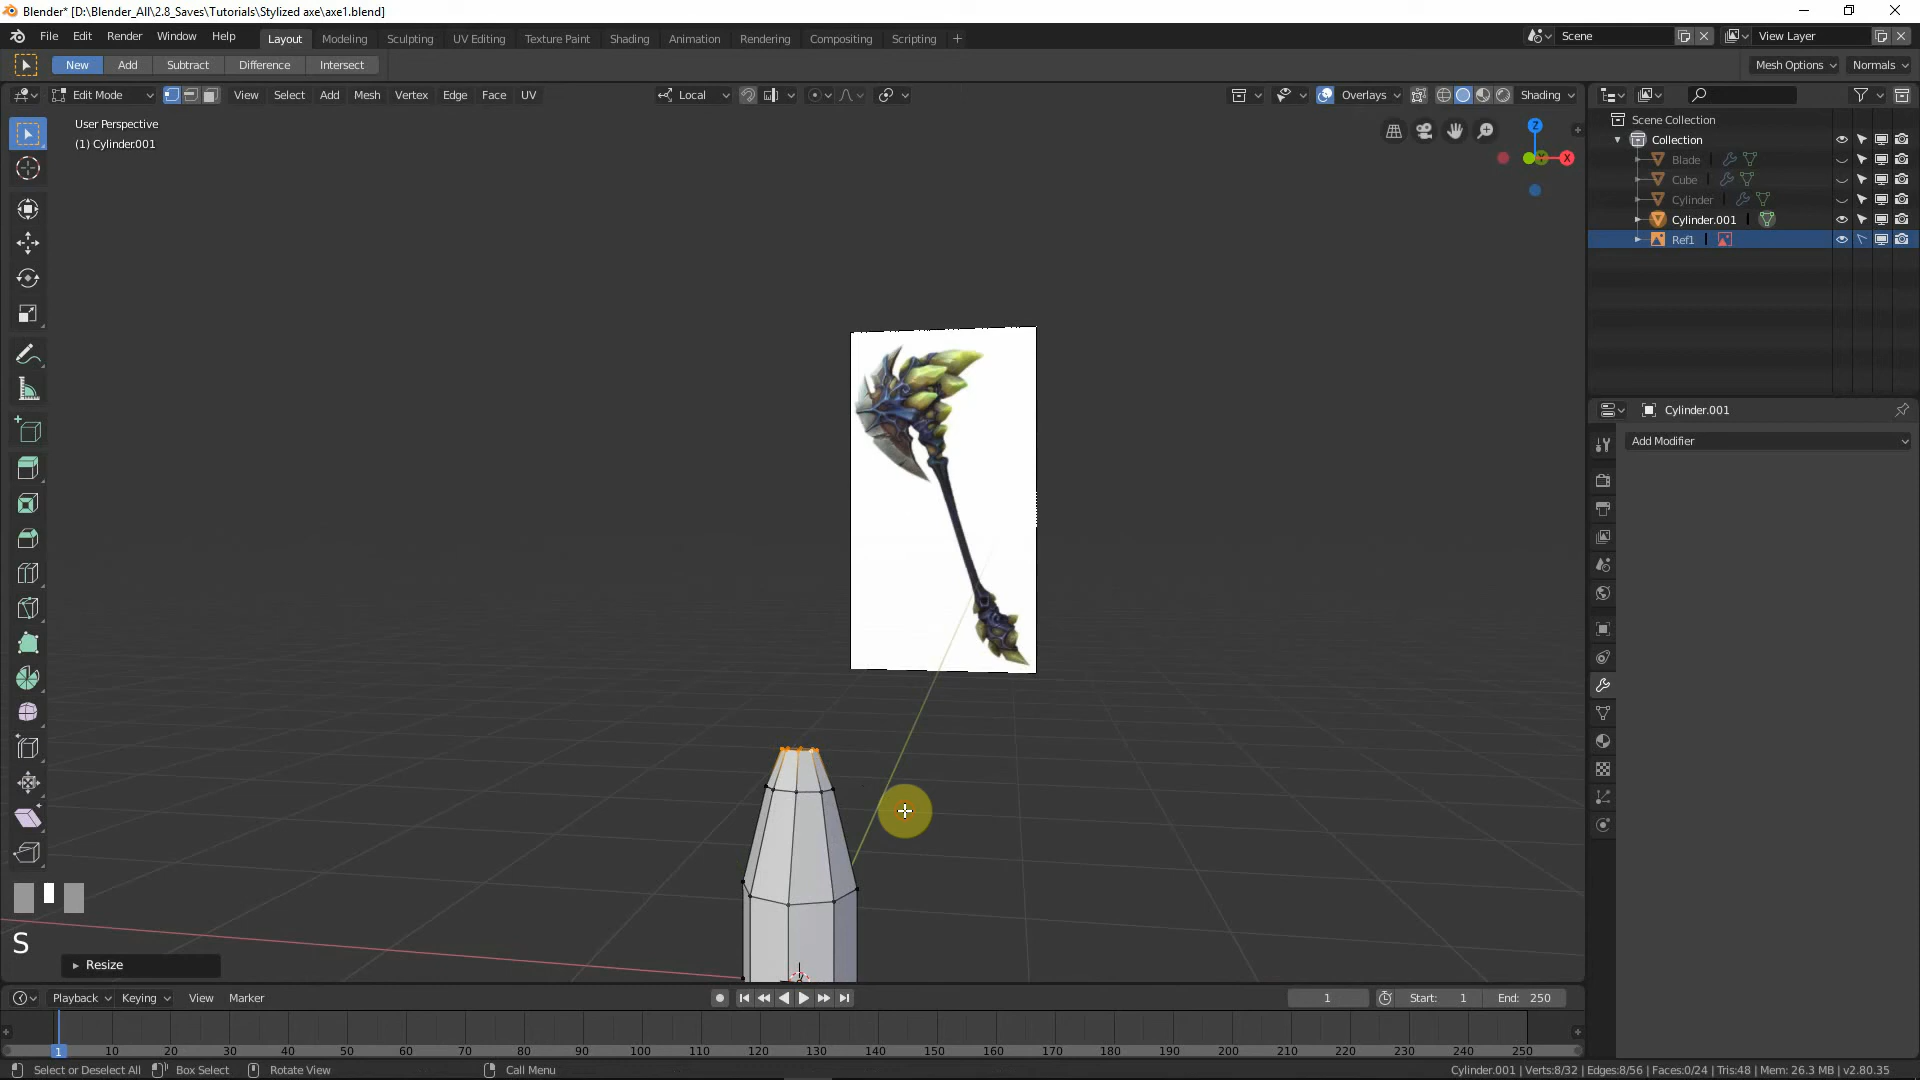 Blender* [D:\Blender_All\2.8_Saves\Tutorials\Stylized axe\axe1.blend]
File Edit Render Window Help Layout Modeling Sculpting UV Editing Texture Paint Shading Animation Rendering Compositing Scripting + Scene View Layer
New Add Subtract Difference Intersect Mesh Options Normals
Edit Mode View Select Add Mesh Vertex Edge Face UV Local Overlays Shading
User Perspective
(1) Cylinder.001
Z
X
Scene Collection
Collection
Blade
Cube
Cylinder
Cylinder.001
Ref1
Cylinder.001
Add Modifier
S
Resize
Playback Keying View Marker 1 Start: 1 End: 250
1 10 20 30 40 50 60 70 80 90 100 110 120 130 140 150 160 170 180 190 200 210 220 230 240 250
Select or Deselect All Box Select Rotate View Call Menu Cylinder.001 | Verts:8/32 | Edges:8/56 | Faces:0/24 | Tris:48 | Mem: 26.3 MB | v2.80.35